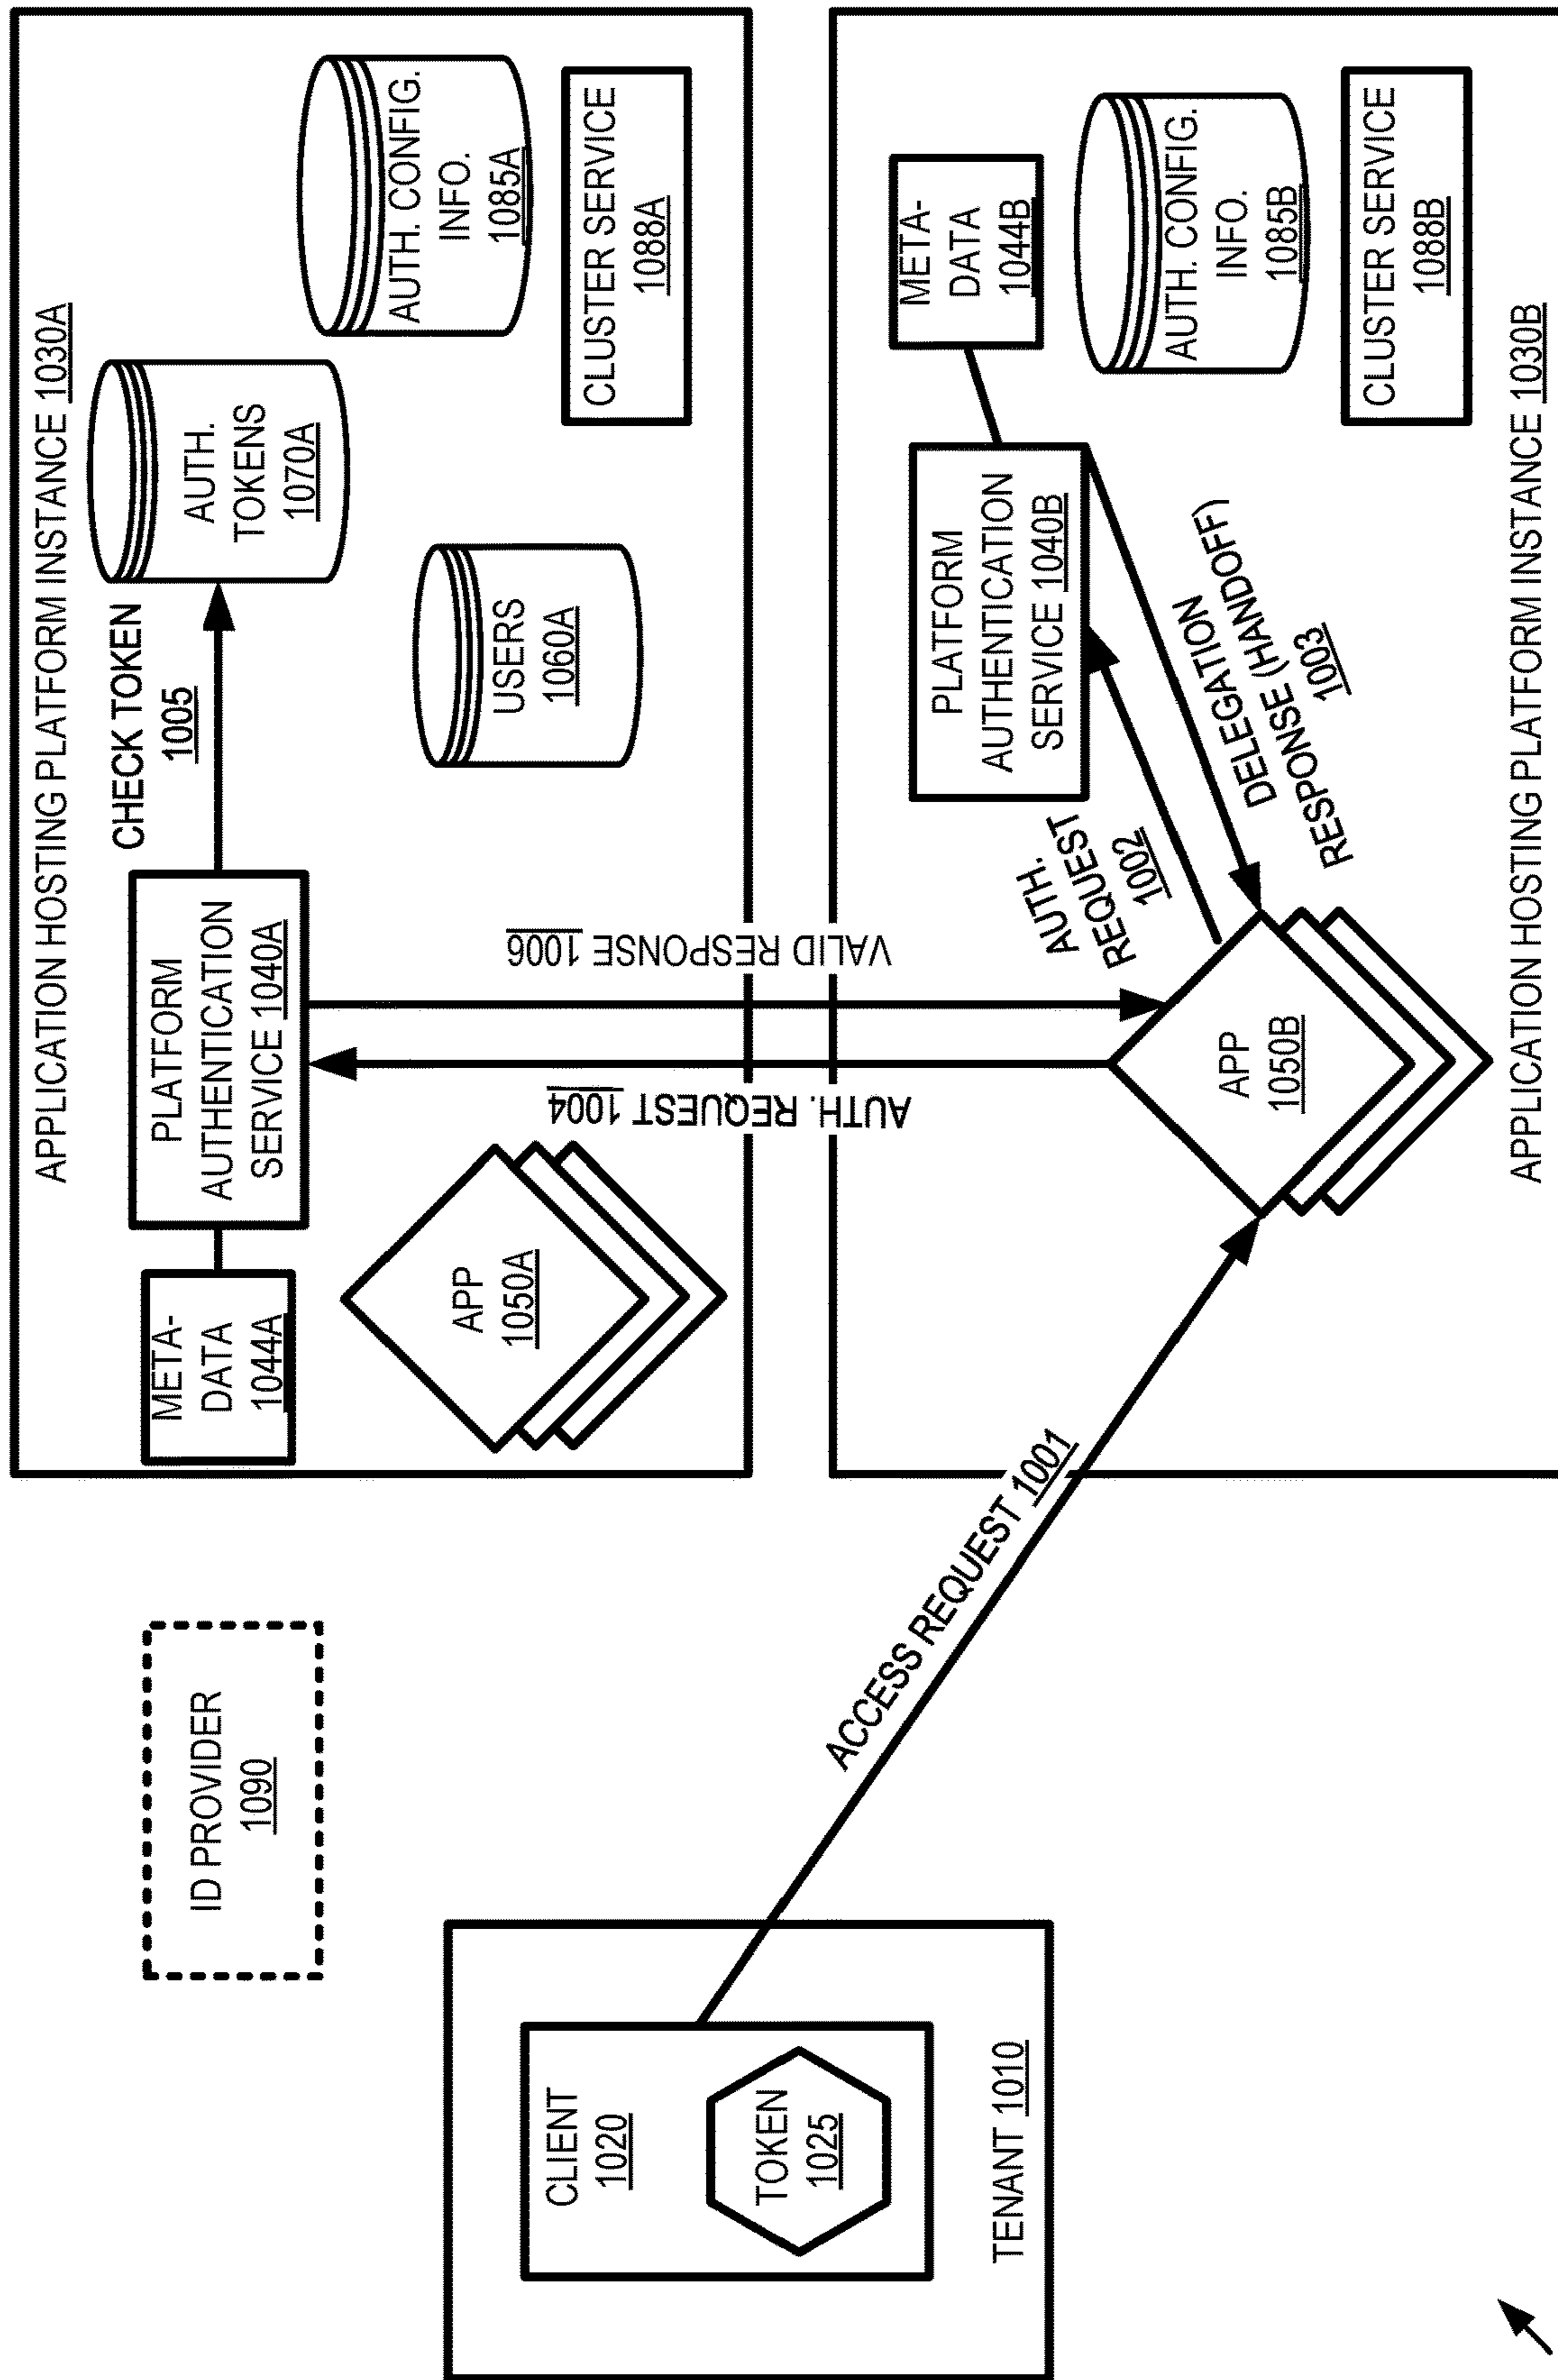 APPLICATION HOSTING PLATFORM INSTANCE 1030A
META-
DATA
1044A
PLATFORM
AUTHENTICATION
SERVICE 1040A
CHECK TOKEN
1005
AUTH.
TOKENS
1070A
USERS
1060A
AUTH. CONFIG.
INFO.
1085A
CLUSTER SERVICE
1088A
APP
1050A
ID PROVIDER
1090
AUTH. REQUEST 1004
VALID RESPONSE 1006
CLIENT
1020
TOKEN
1025
TENANT 1010
ACCESS REQUEST 1001
APP
1050B
AUTH.
REQUEST
1002
DELEGATION
RESPONSE (HANDOFF)
1003
PLATFORM
AUTHENTICATION
SERVICE 1040B
META-
DATA
1044B
AUTH. CONFIG.
INFO.
1085B
CLUSTER SERVICE
1088B
APPLICATION HOSTING PLATFORM INSTANCE 1030B